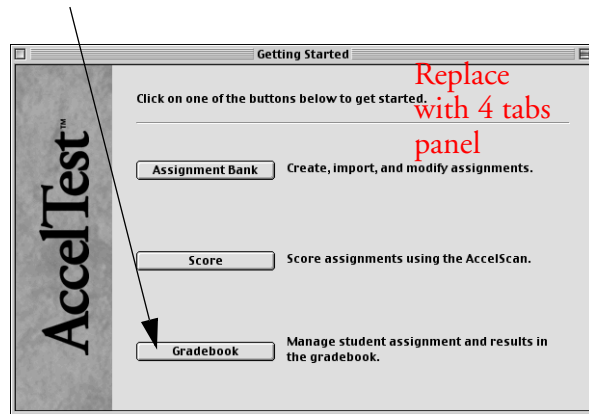 Getting Started
Replace
with 4 tabs
panel
Click on one of the buttons below to get started.
AccelTest™
Assignment Bank Create, import, and modify assignments.
Score Score assignments using the AccelScan.
Gradebook Manage student assignment and results in
the gradebook.